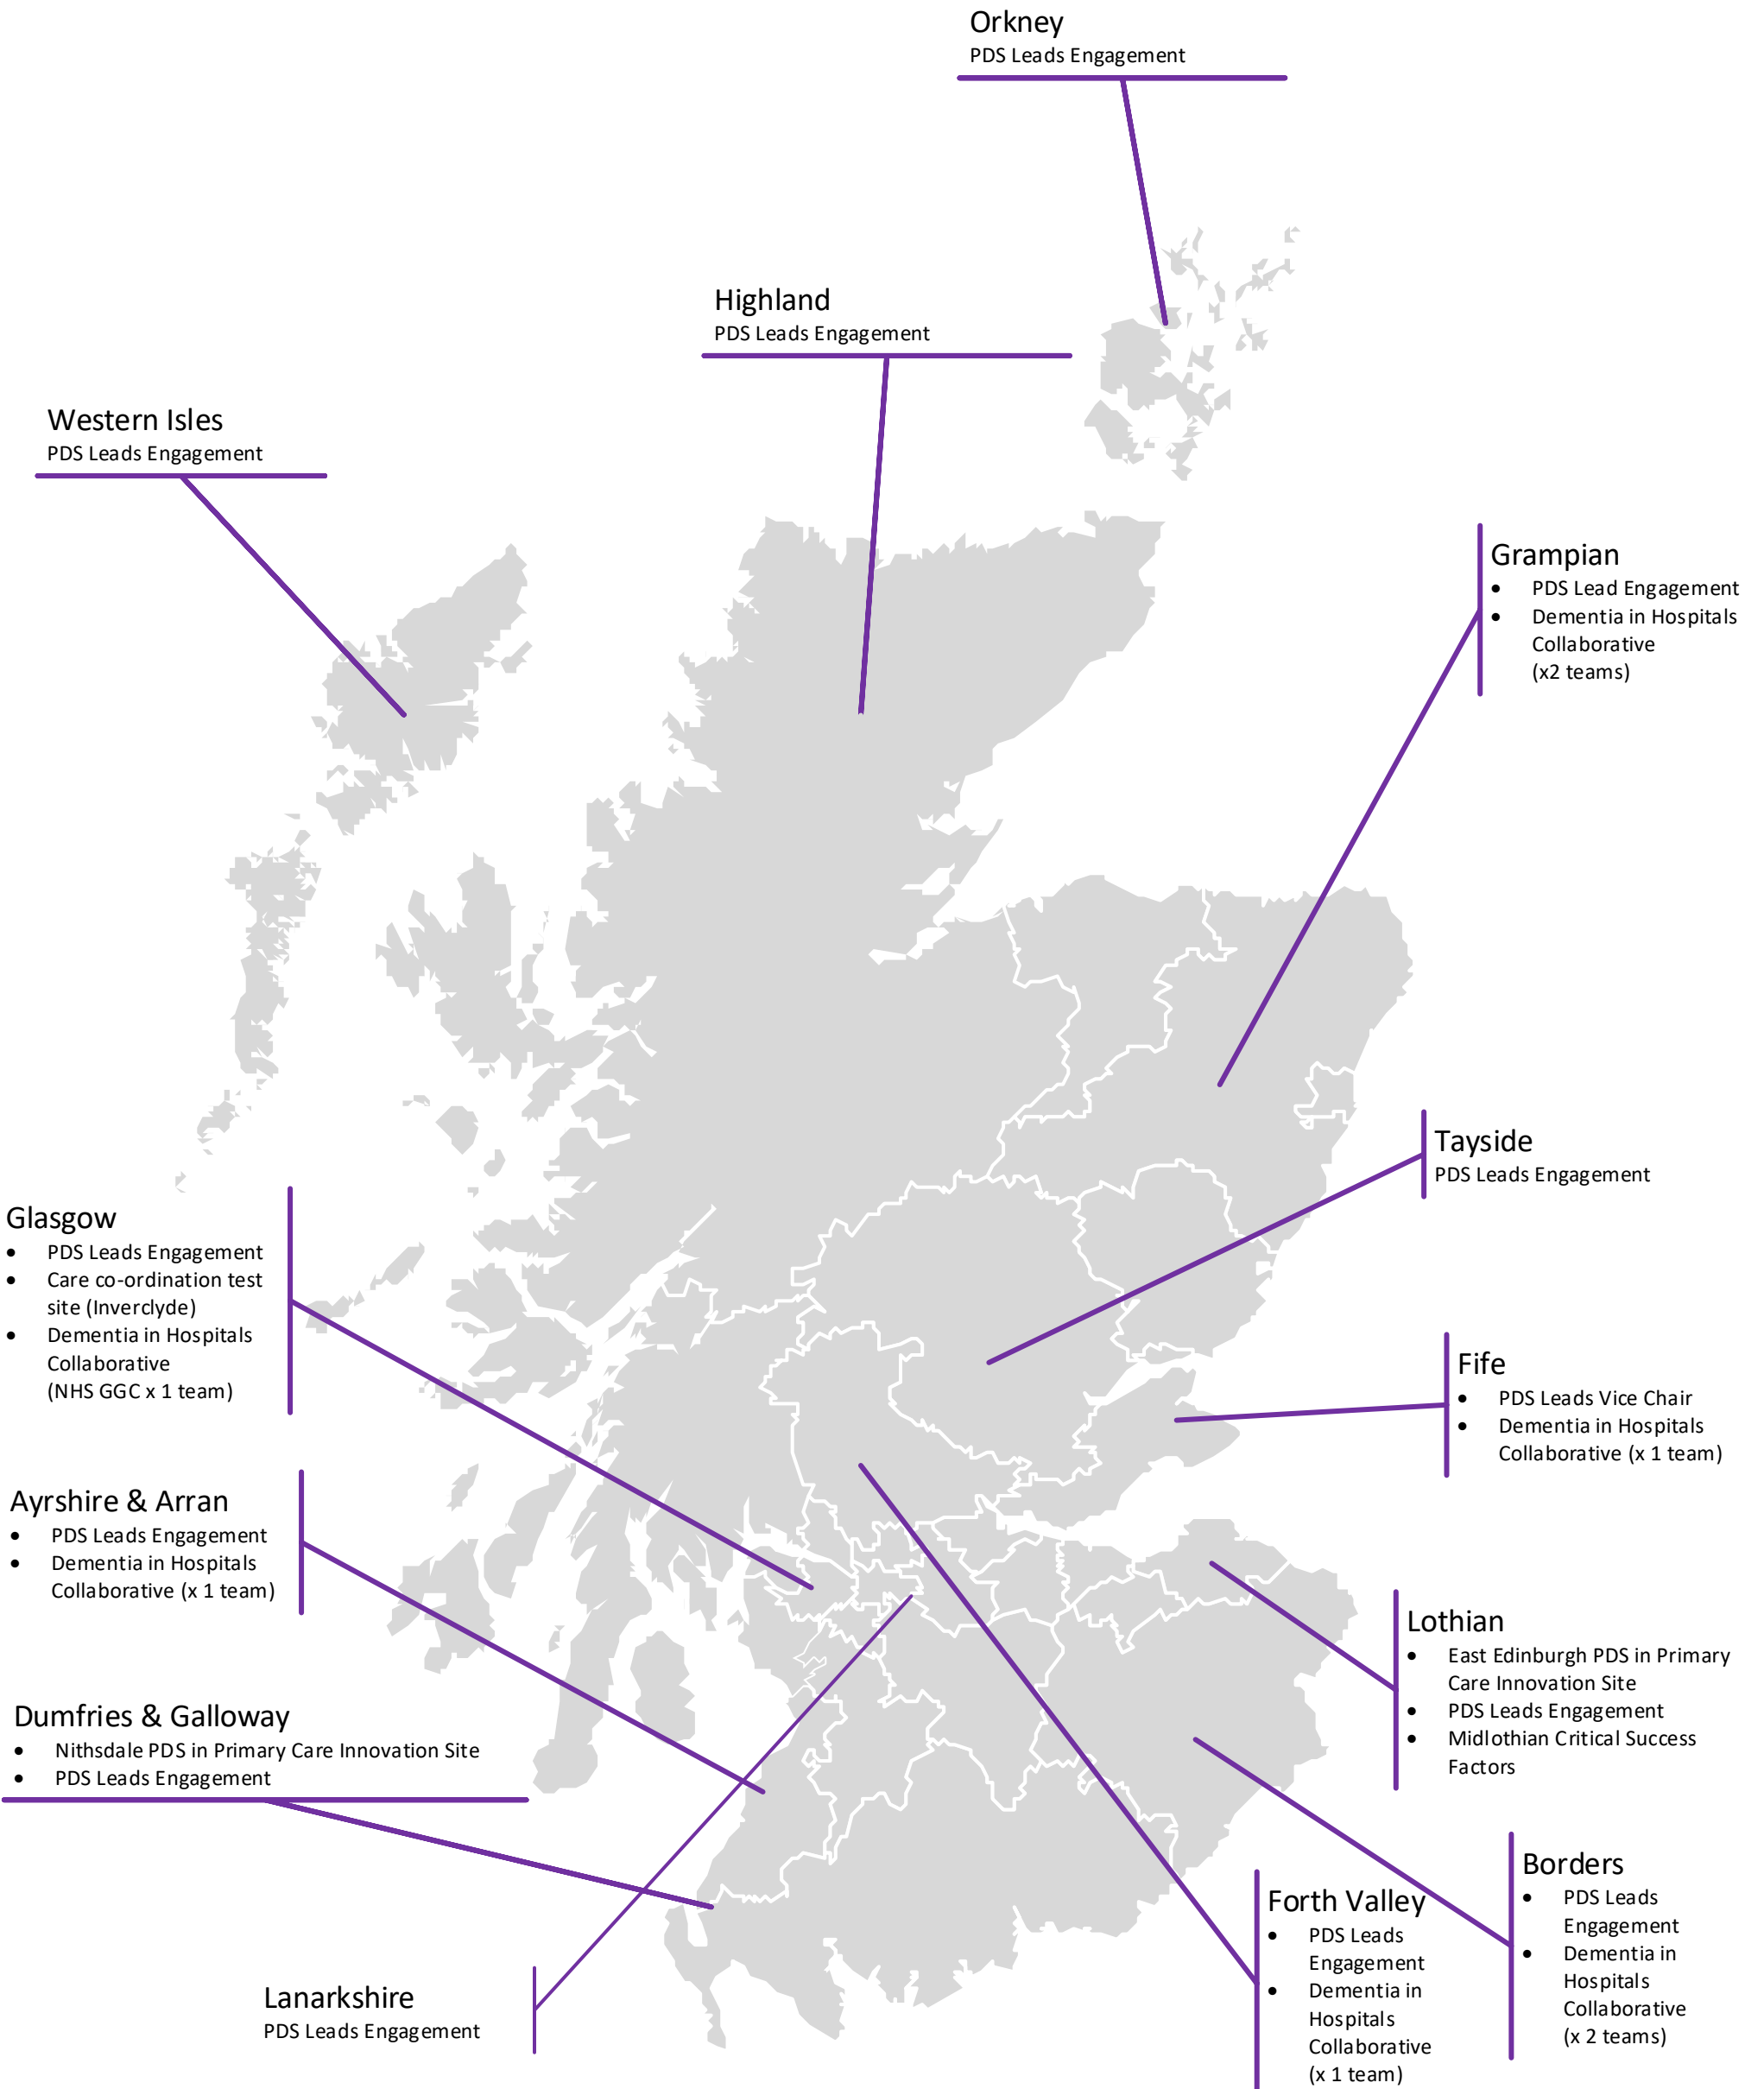 Orkney
PDS Leads Engagement
Highland
PDS Leads Engagement
Western Isles
PDS Leads Engagement
Grampian
• PDS Lead Engagement
• Dementia in Hospitals
Collaborative
(x2 teams)
Tayside
PDS Leads Engagement
Glasgow
• PDS Leads Engagement
• Care co-ordination test
site (Inverclyde)
• Dementia in Hospitals
Collaborative
(NHS GGC x 1 team)
Fife
• PDS Leads Vice Chair
• Dementia in Hospitals
Collaborative (x 1 team)
Ayrshire & Arran
• PDS Leads Engagement
• Dementia in Hospitals
Collaborative (x 1 team)
Lothian
• East Edinburgh PDS in Primary
Care Innovation Site
• PDS Leads Engagement
• Midlothian Critical Success
Factors
Dumfries & Galloway
• Nithsdale PDS in Primary Care Innovation Site
• PDS Leads Engagement
Borders
• PDS Leads
Engagement
• Dementia in
Hospitals
Collaborative
(x 2 teams)
Forth Valley
• PDS Leads
Engagement
• Dementia in
Hospitals
Collaborative
(x 1 team)
Lanarkshire
PDS Leads Engagement